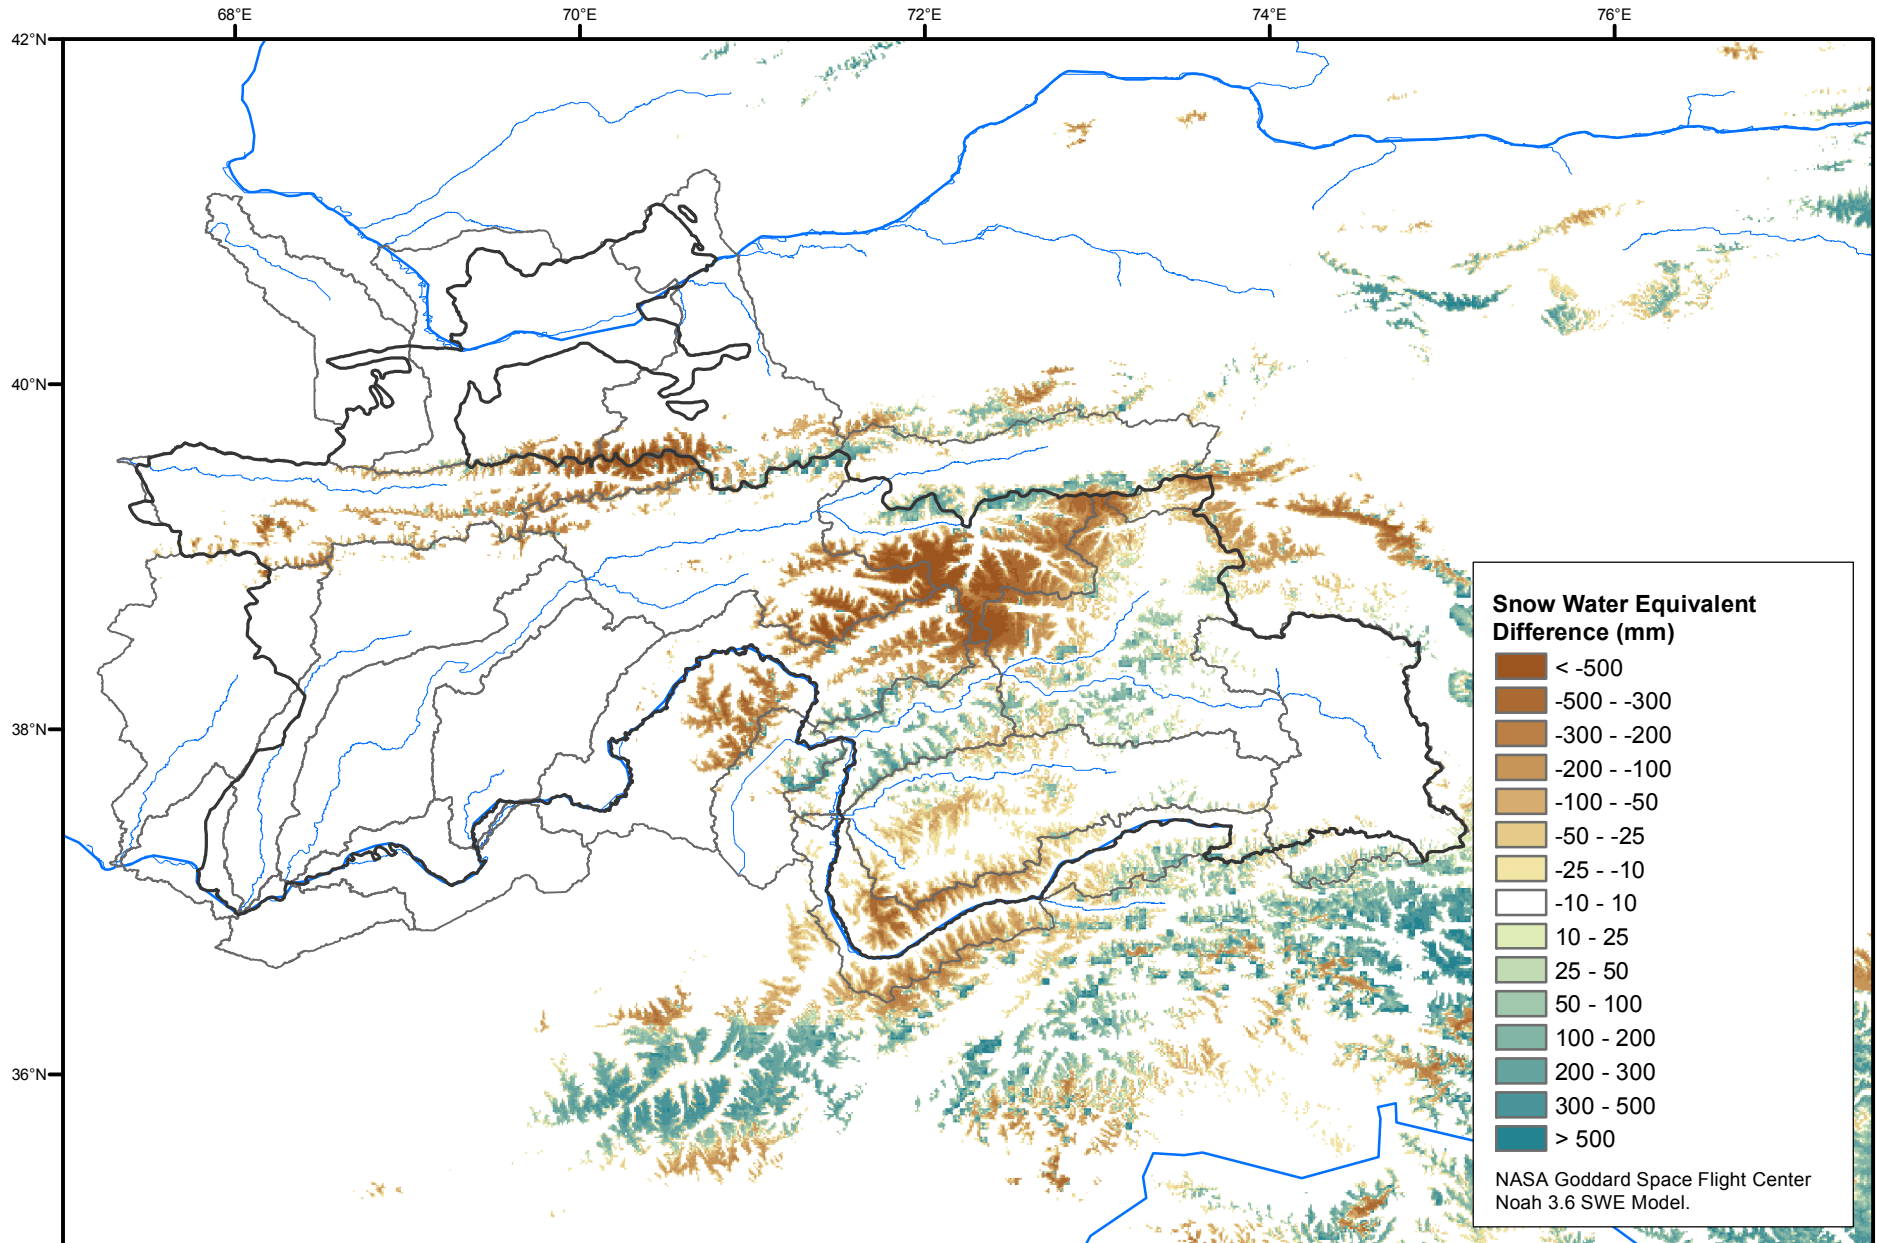 68°E 70°E 72°E 74°E 76°E
42°N
40°N
38°N
36°N
Snow Water Equivalent
Difference (mm)
< -500
-500 - -300
-300 - -200
-200 - -100
-100 - -50
-50 - -25
-25 - -10
-10 - 10
10 - 25
25 - 50
50 - 100
100 - 200
200 - 300
300 - 500
> 500
NASA Goddard Space Flight Center
Noah 3.6 SWE Model.